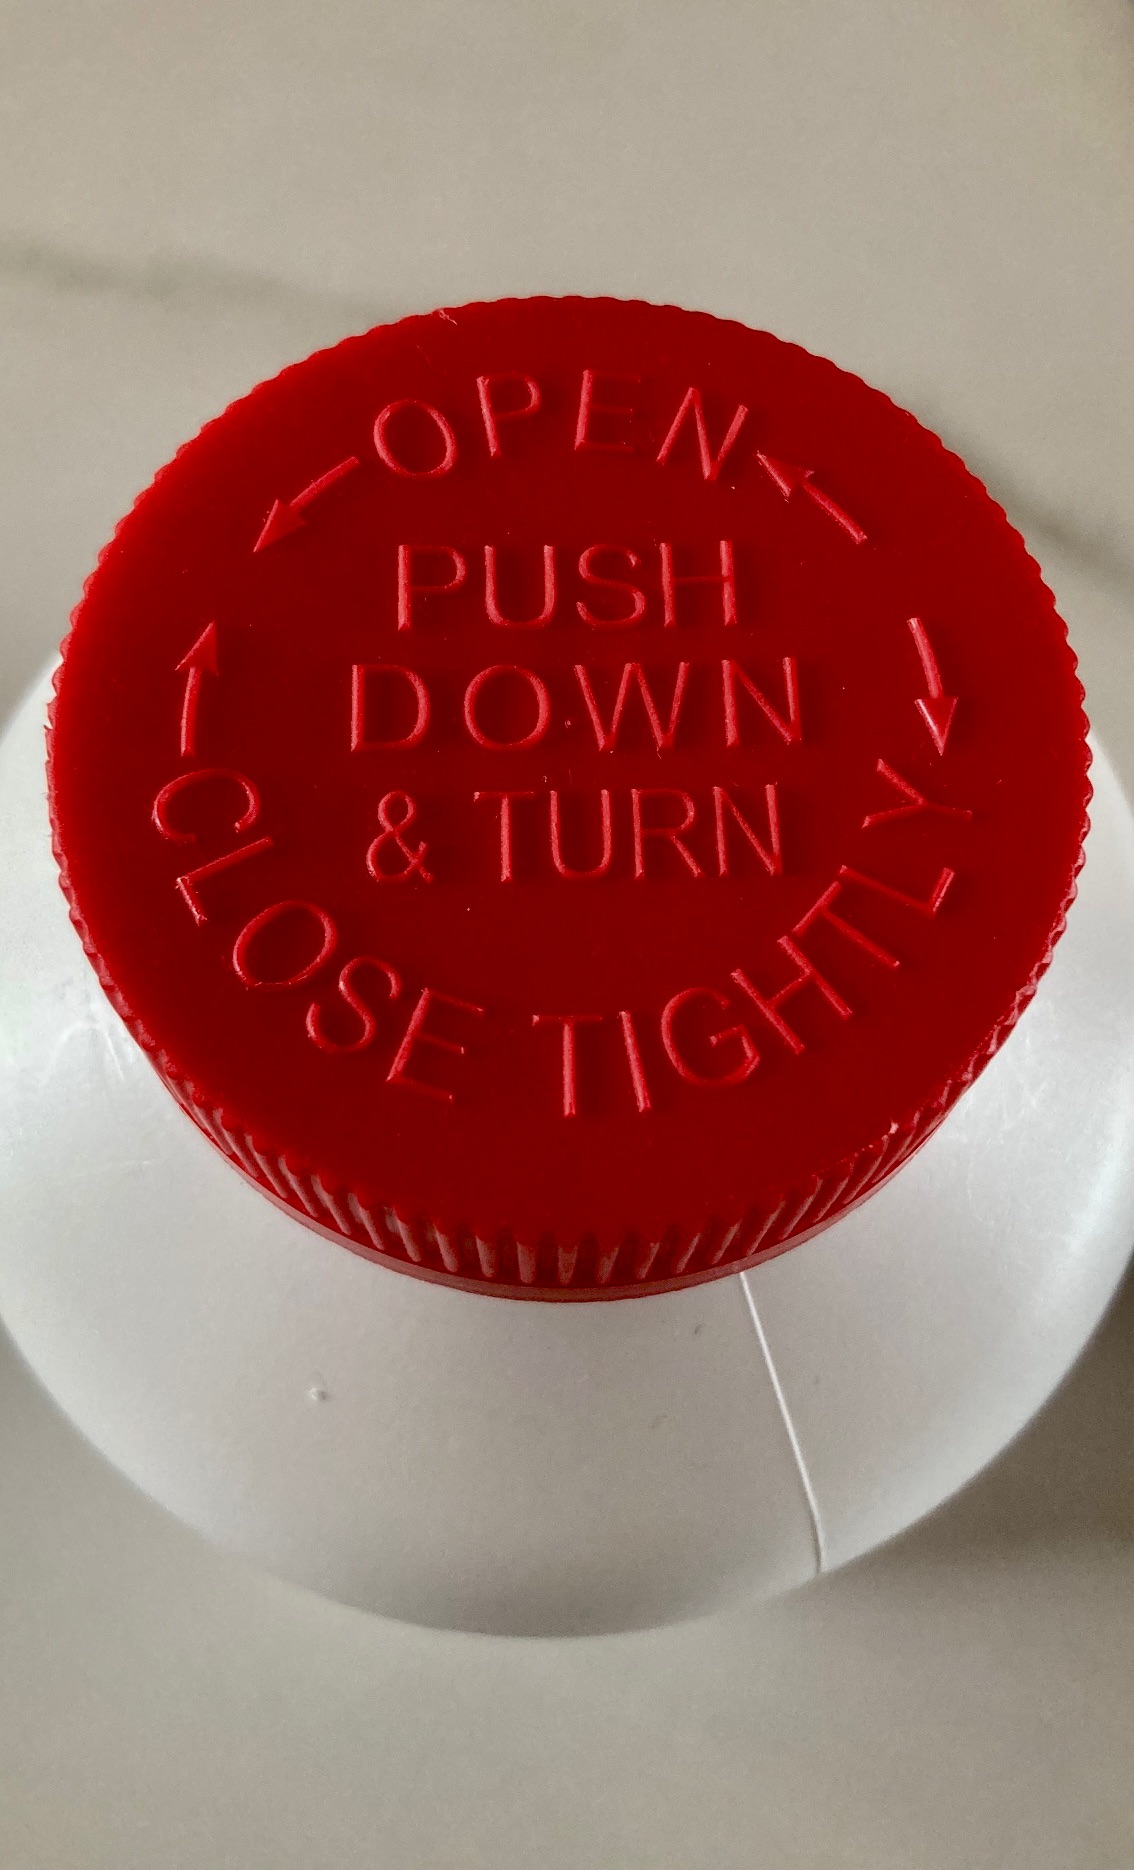 OPEN
PUSH
DOWN
& TURN
CLOSE TIGHTLY